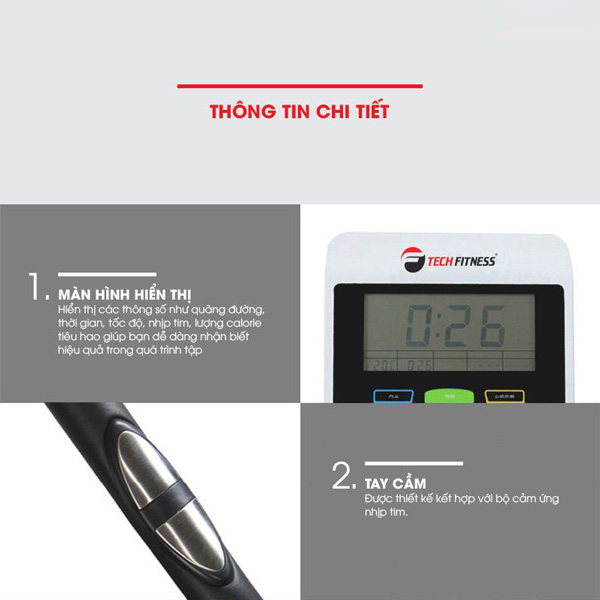 THÔNG TIN CHI TIẾT
1.
MÀN HÌNH HIỂN THỊ
Hiển thị các thông số như quãng đường,
thời gian, tốc độ, nhịp tim, lượng calorie
tiêu hao giúp bạn dễ dàng nhận biết
hiệu quả trong quá trình tập
TECH FITNESS
0:26
0:26
2.
TAY CẦM
Được thiết kế kết hợp với bộ cảm ứng
nhịp tim.